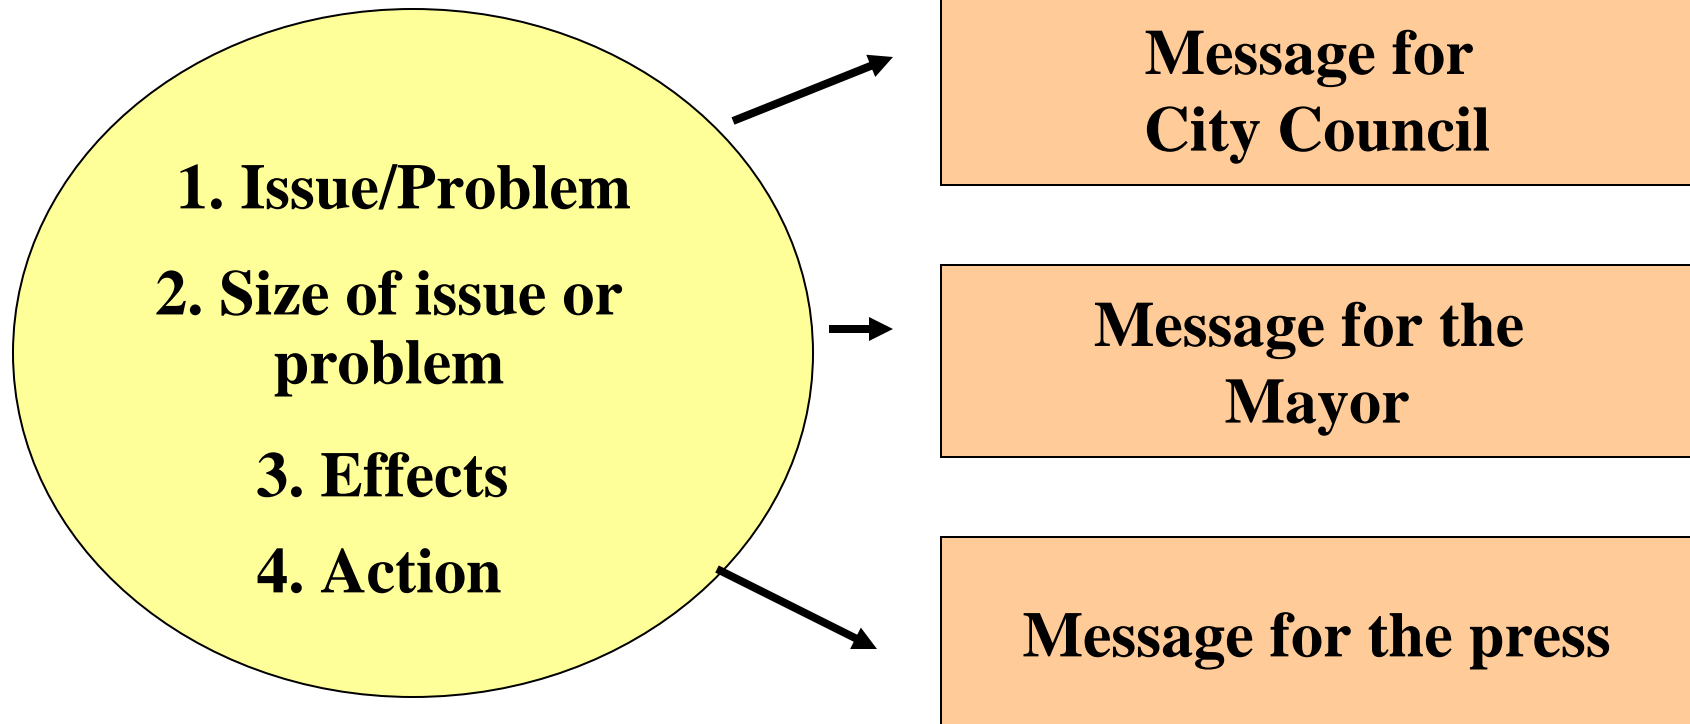 1. Issue/Problem
2. Size of issue or
problem
3. Effects
4. Action
Message for
City Council
Message for the
Mayor
Message for the press